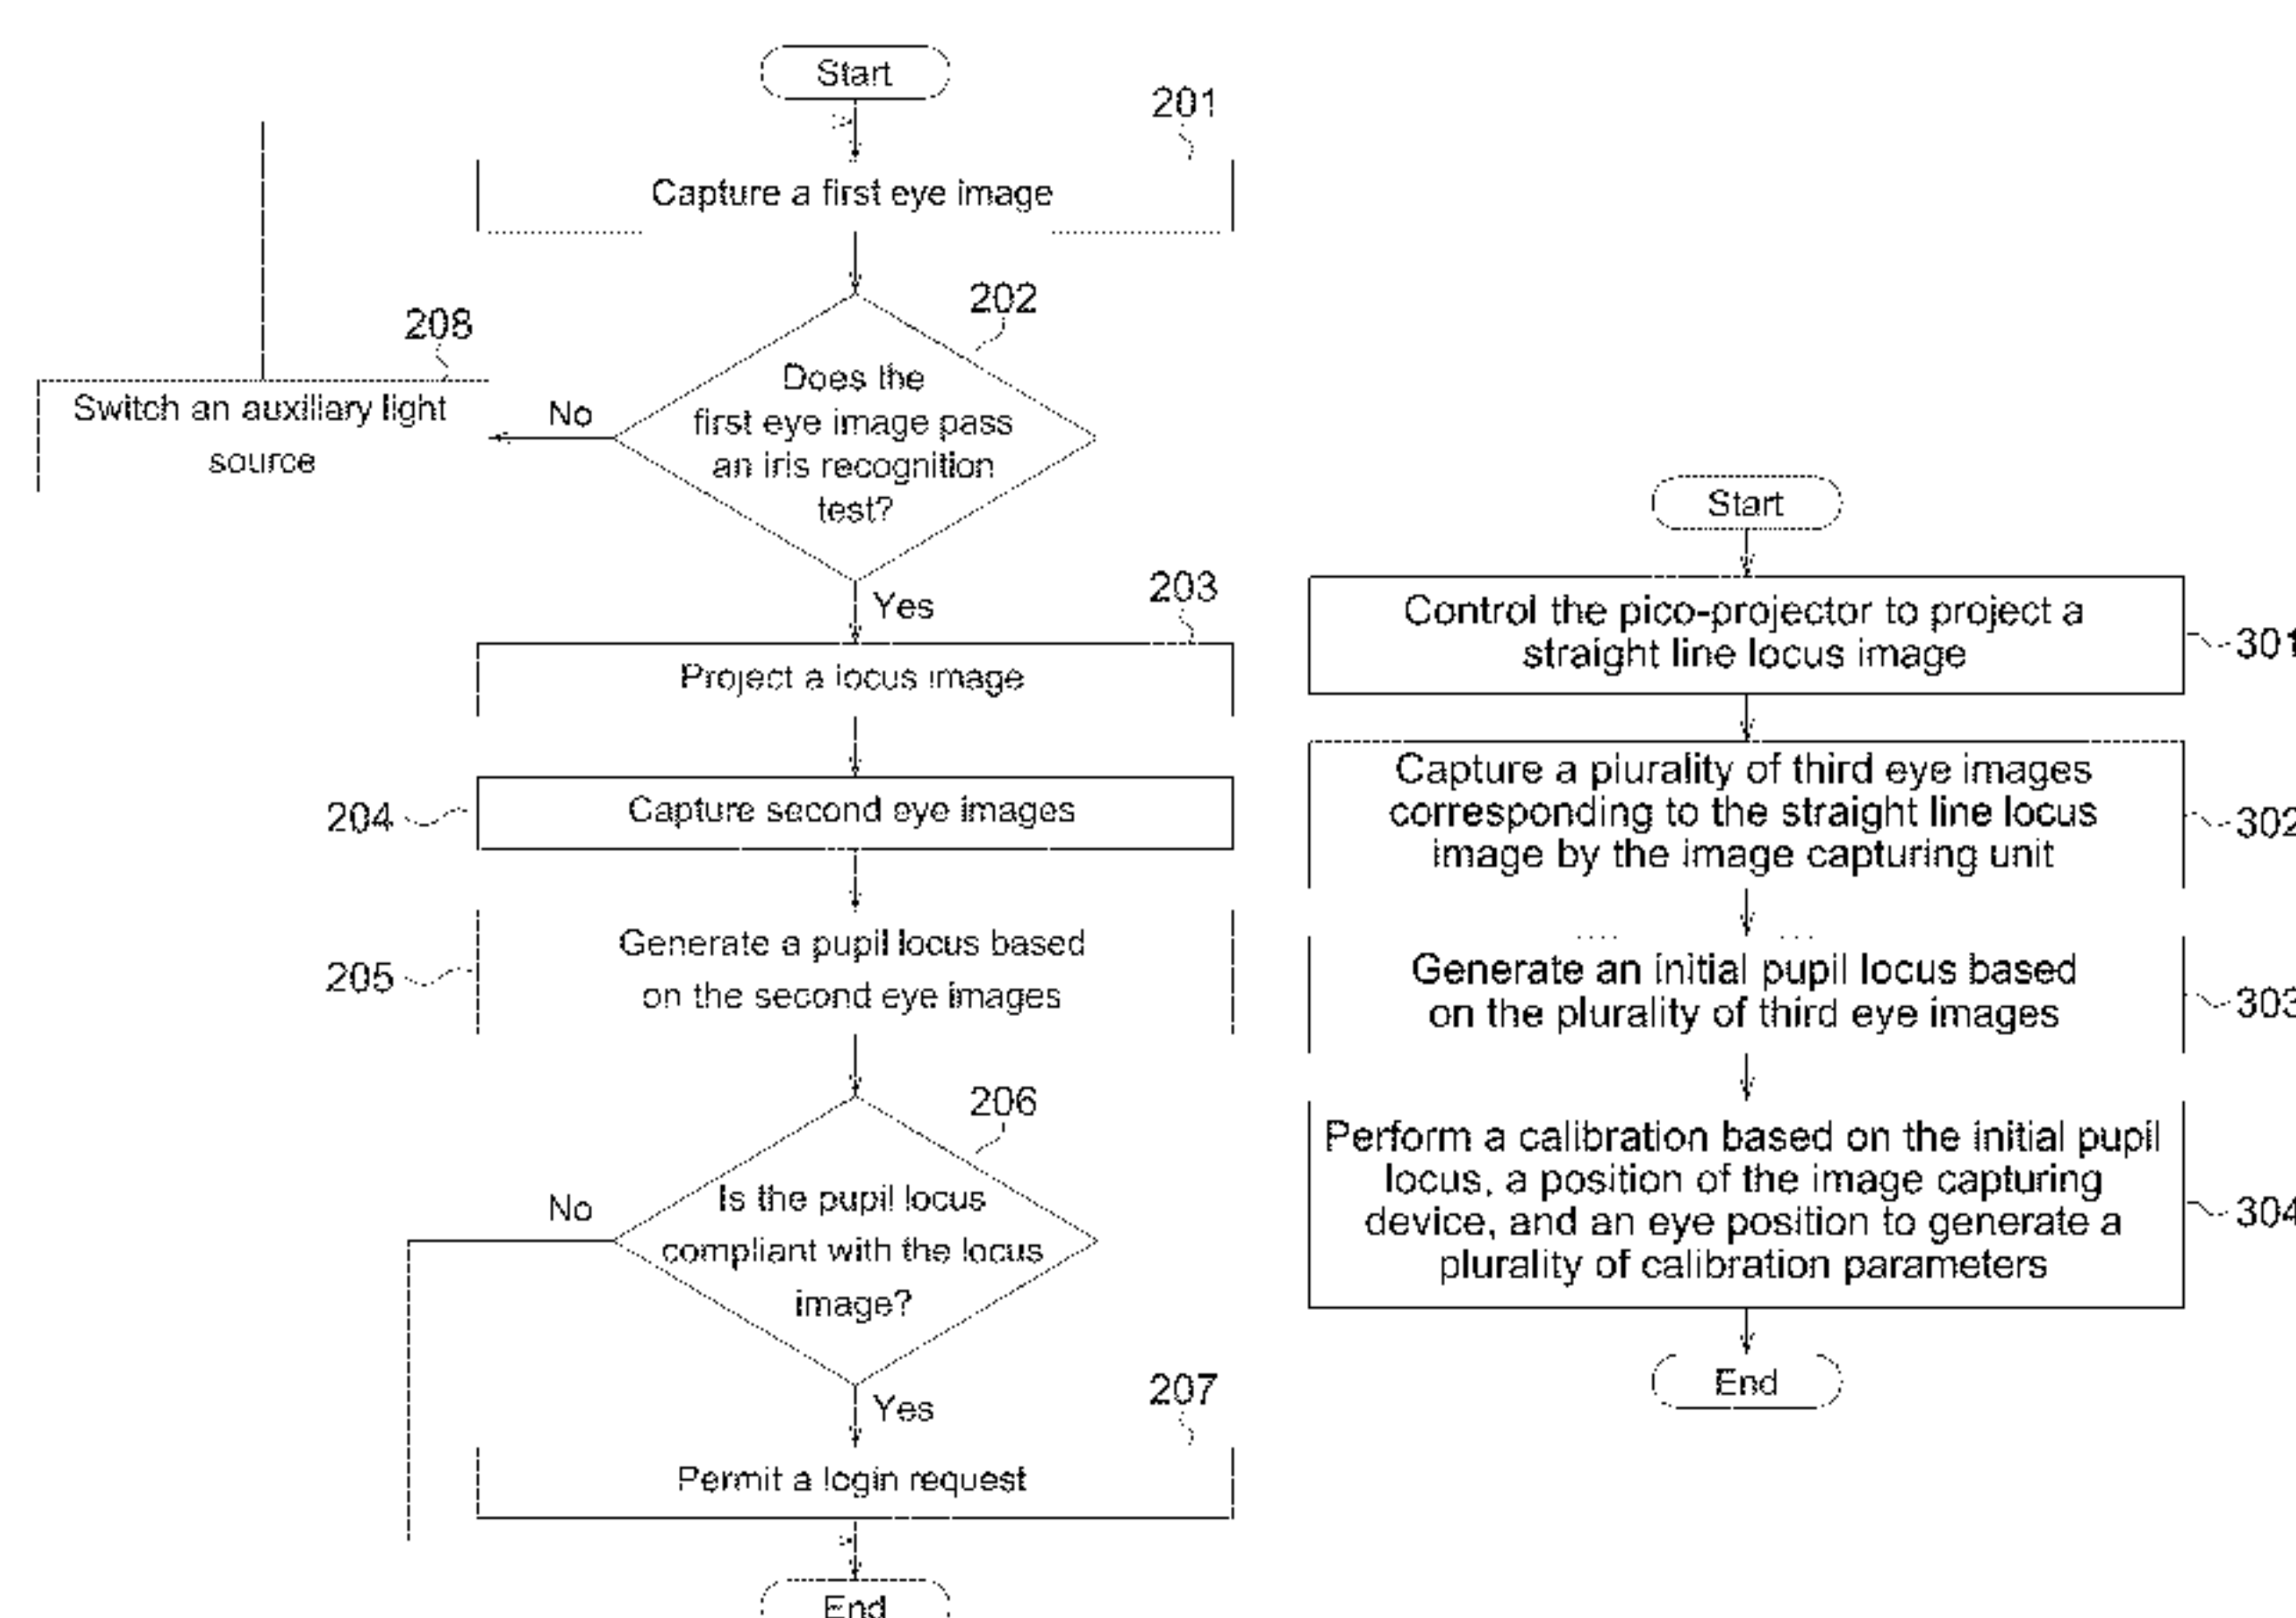 Start
201
Capture a first eye image
202
208
Does the
first eye image pass
an iris recognition
test?
No
Switch an auxiliary light
source
Yes
203
Project a locus image
204
Capture second eye images
205
Generate a pupil locus based
on the second eye images
206
Is the pupil locus
compliant with the locus
image?
No
Yes
207
Permit a login request
End
Start
Control the pico-projector to project a
straight line locus image
301
Capture a plurality of third eye images
corresponding to the straight line locus
image by the image capturing unit
302
Generate an initial pupil locus based
on the plurality of third eye images
303
Perform a calibration based on the initial pupil
locus, a position of the image capturing
device, and an eye position to generate a
plurality of calibration parameters
304
End